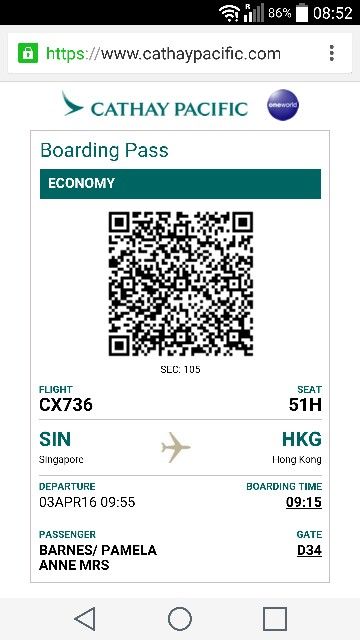 86% 08:52
https://www.cathaypacific.com
CATHAY PACIFIC oneworld
Boarding Pass
ECONOMY
SEC: 105
FLIGHT SEAT
CX736 51H
SIN HKG
Singapore Hong Kong
DEPARTURE BOARDING TIME
03APR16 09:55 09:15
PASSENGER GATE
BARNES/ PAMELA D34
ANNE MRS